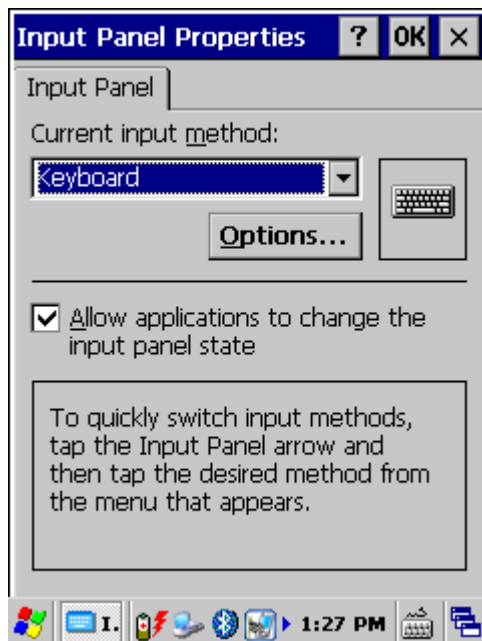 Input Panel Properties ? OK ×
Input Panel
Current input method:
Keyboard
Options...
Allow applications to change the
input panel state
To quickly switch input methods,
tap the Input Panel arrow and
then tap the desired method from
the menu that appears.
I. 1:27 PM